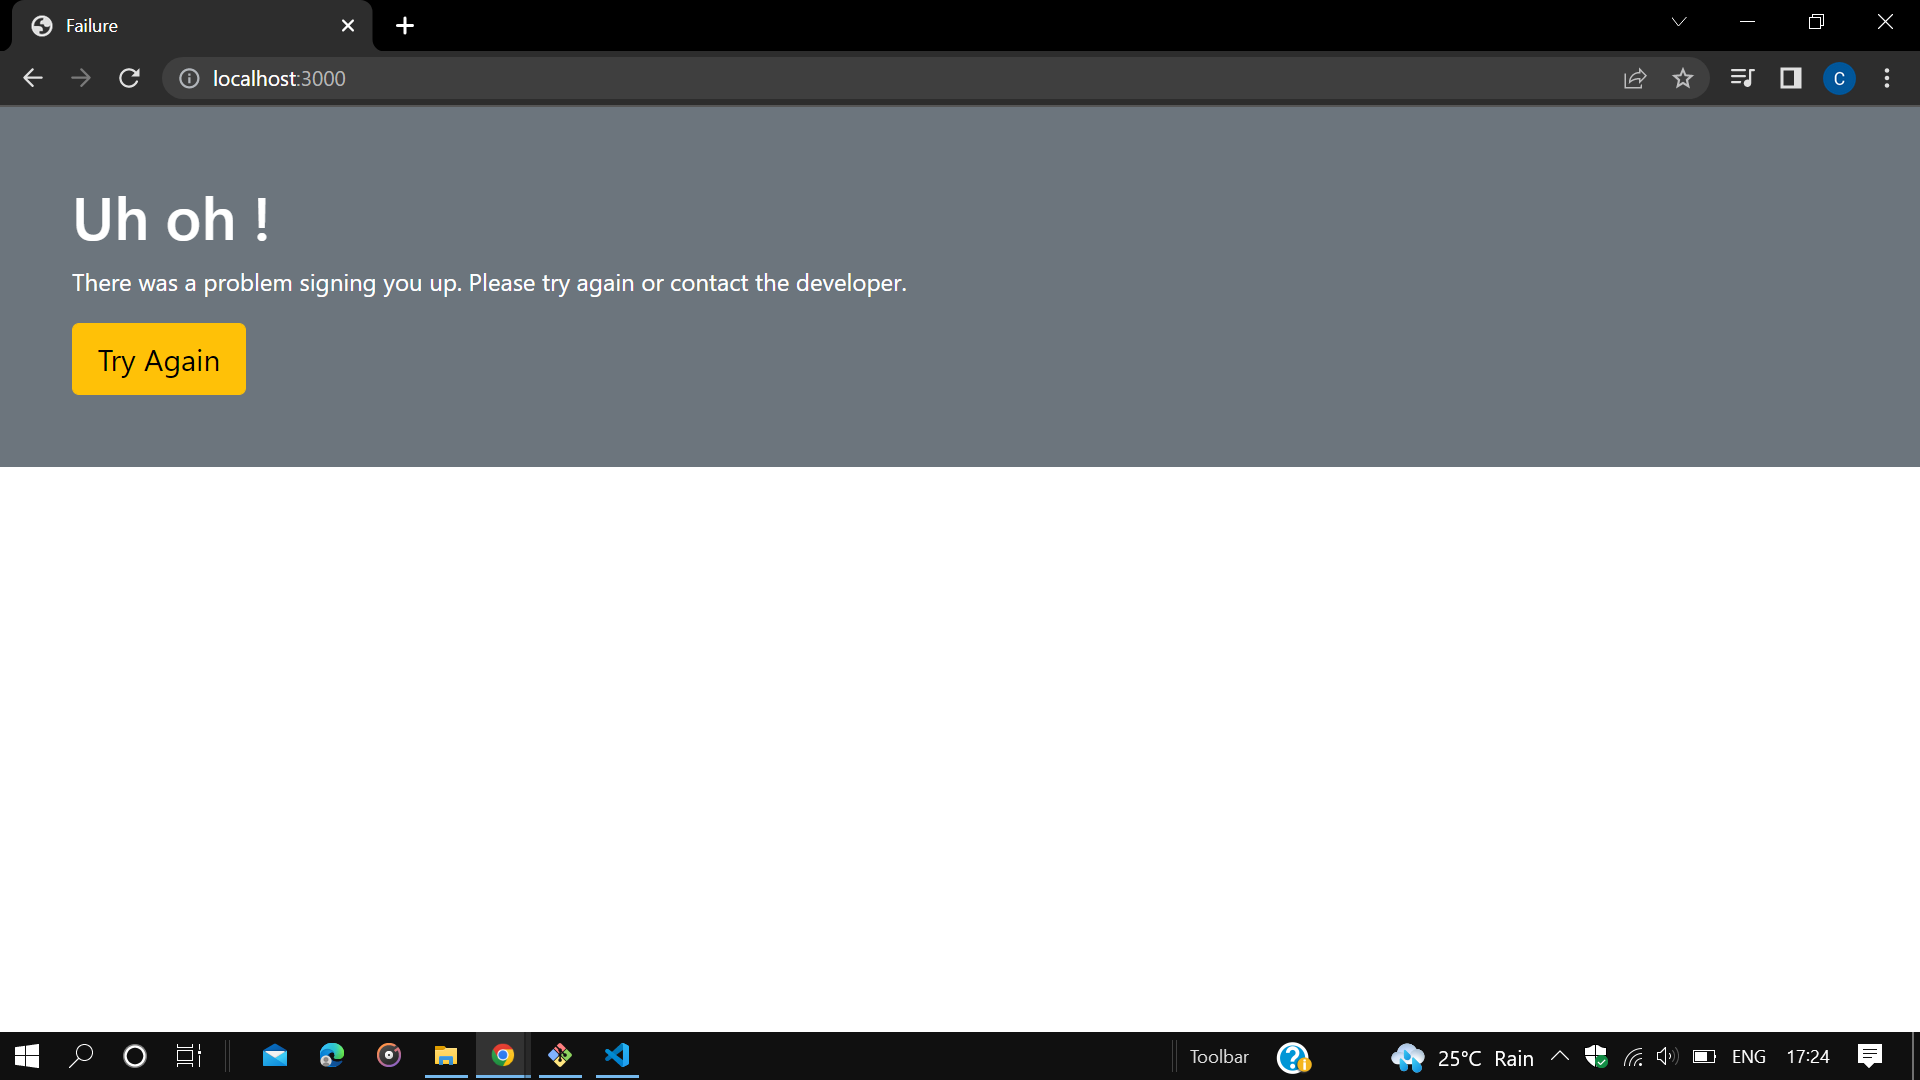 Failure
localhost:3000
C
Uh oh !
There was a problem signing you up. Please try again or contact the developer.
Try Again
Toolbar
25°C Rain
ENG
17:24